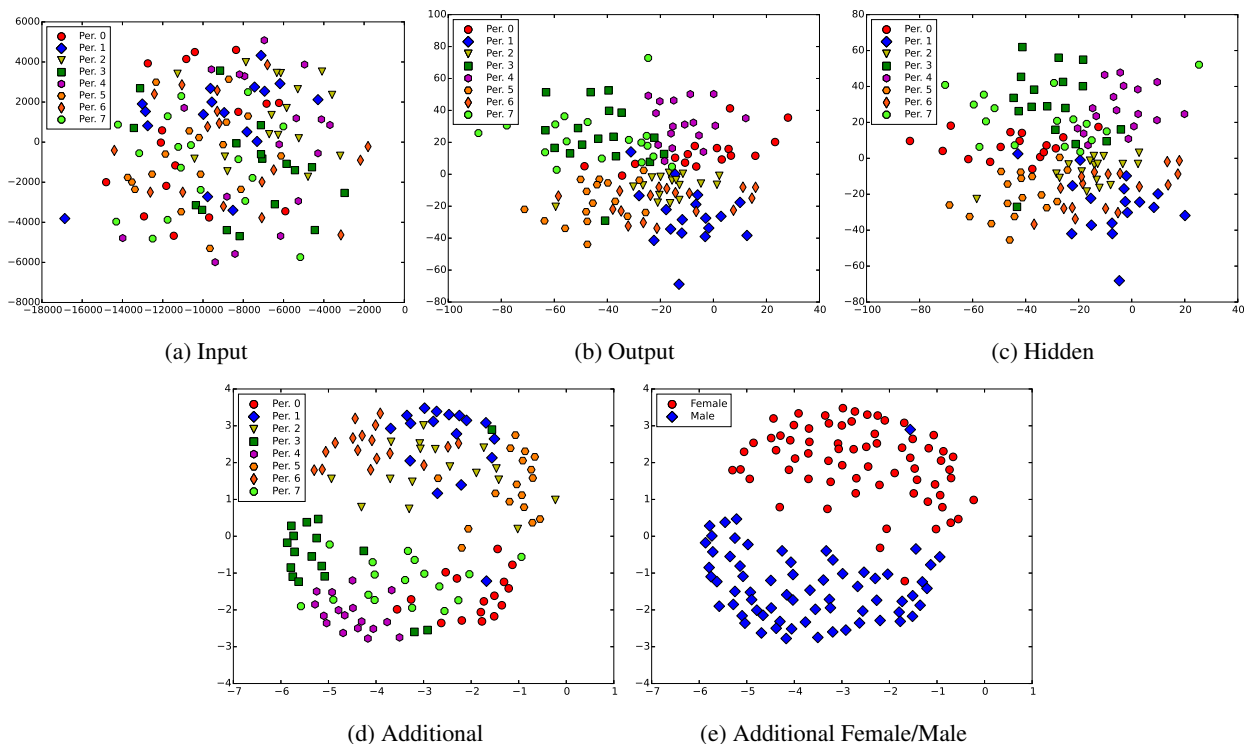 6000
4000
2000
0
−2000
−4000
−6000
−8000
−18000 −16000 −14000 −12000 −10000 −8000 −6000 −4000 −2000 0
Per. 0
Per. 1
Per. 2
Per. 3
Per. 4
Per. 5
Per. 6
Per. 7
(a) Input
100
80
60
40
20
0
−20
−40
−60
−80
−100 −80 −60 −40 −20 0 20 40
Per. 0
Per. 1
Per. 2
Per. 3
Per. 4
Per. 5
Per. 6
Per. 7
(b) Output
80
60
40
20
0
−20
−40
−60
−80
−100 −80 −60 −40 −20 0 20 40
Per. 0
Per. 1
Per. 2
Per. 3
Per. 4
Per. 5
Per. 6
Per. 7
(c) Hidden
4
3
2
1
0
−1
−2
−3
−4
−7 −6 −5 −4 −3 −2 −1 0 1
Per. 0
Per. 1
Per. 2
Per. 3
Per. 4
Per. 5
Per. 6
Per. 7
(d) Additional
4
3
2
1
0
−1
−2
−3
−4
−7 −6 −5 −4 −3 −2 −1 0 1
Female
Male
(e) Additional Female/Male